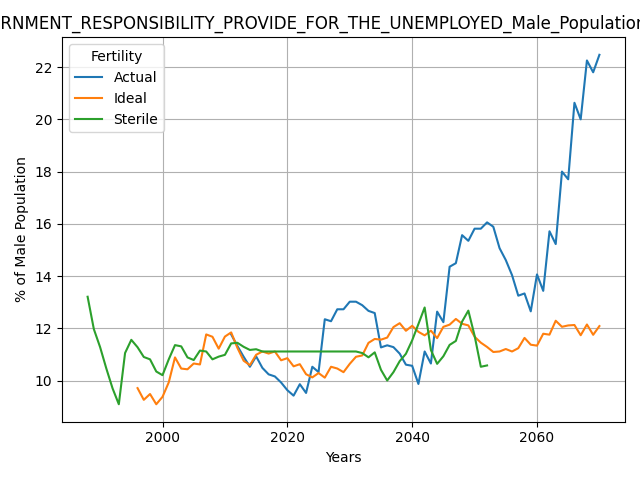 RNMENT_RESPONSIBILITY_PROVIDE_FOR_THE_UNEMPLOYED_Male_Population
Fertility
Actual
Ideal
Sterile
% of Male Population
22
20
18
16
14
12
10
2000 2020 2040 2060
Years